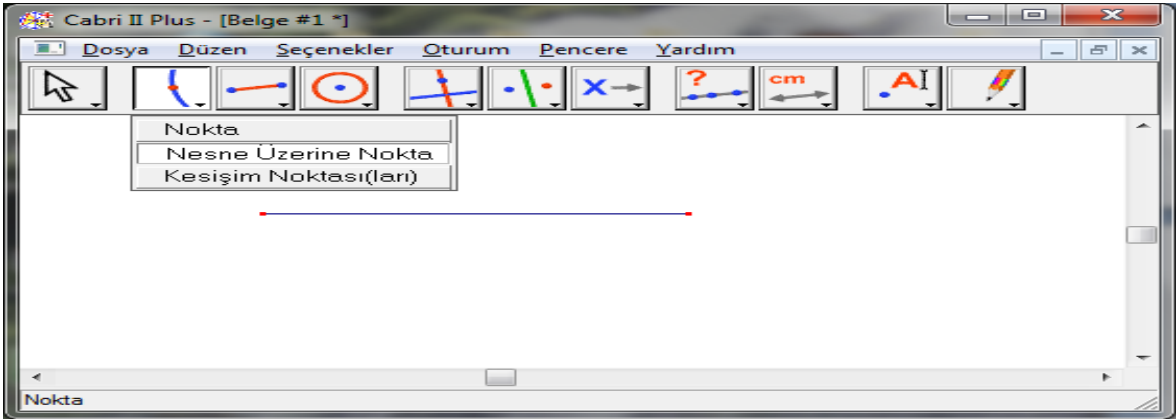 Cabri II Plus - [Belge #1 *]
Dosya Düzen Seçenekler Oturum Pencere Yardım
? cm A
Nokta
Nesne Üzerine Nokta
Kesişim Noktası(ları)
Nokta